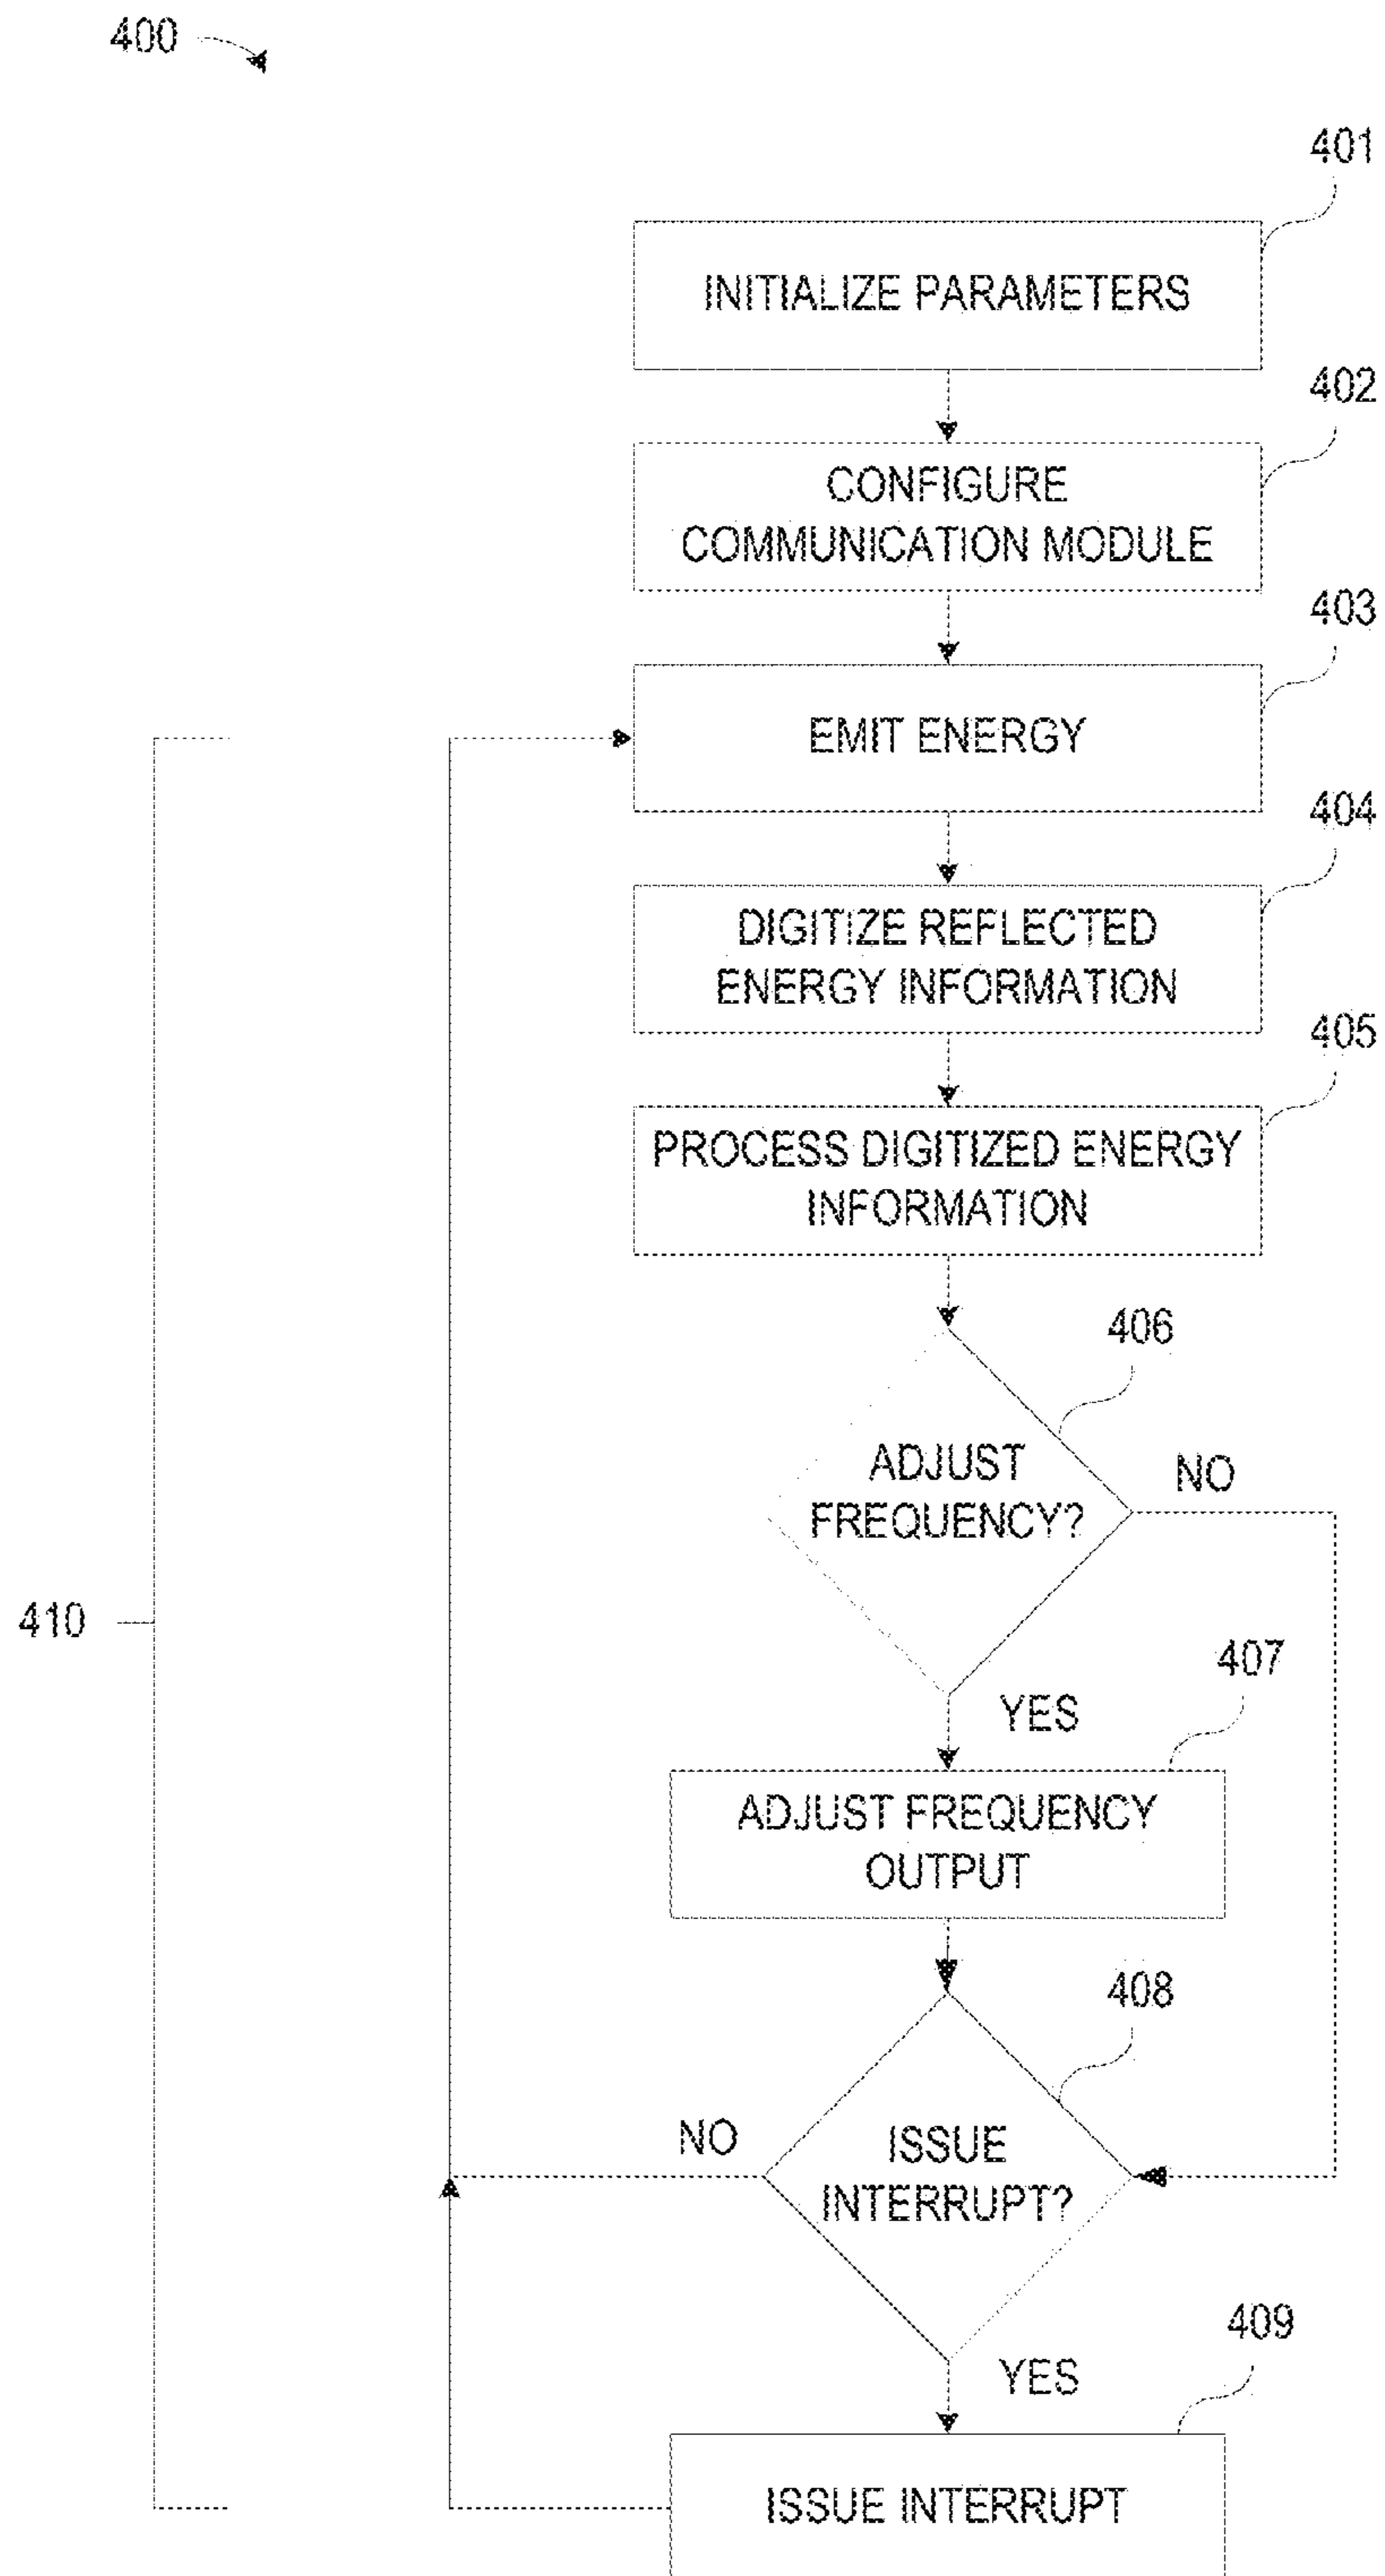 400
401
INITIALIZE PARAMETERS
402
CONFIGURE
COMMUNICATION MODULE
403
EMIT ENERGY
404
DIGITIZE REFLECTED
ENERGY INFORMATION
405
PROCESS DIGITIZED ENERGY
INFORMATION
406
ADJUST
FREQUENCY?
NO
410
YES
407
ADJUST FREQUENCY
OUTPUT
408
NO
ISSUE
INTERRUPT?
YES
409
ISSUE INTERRUPT